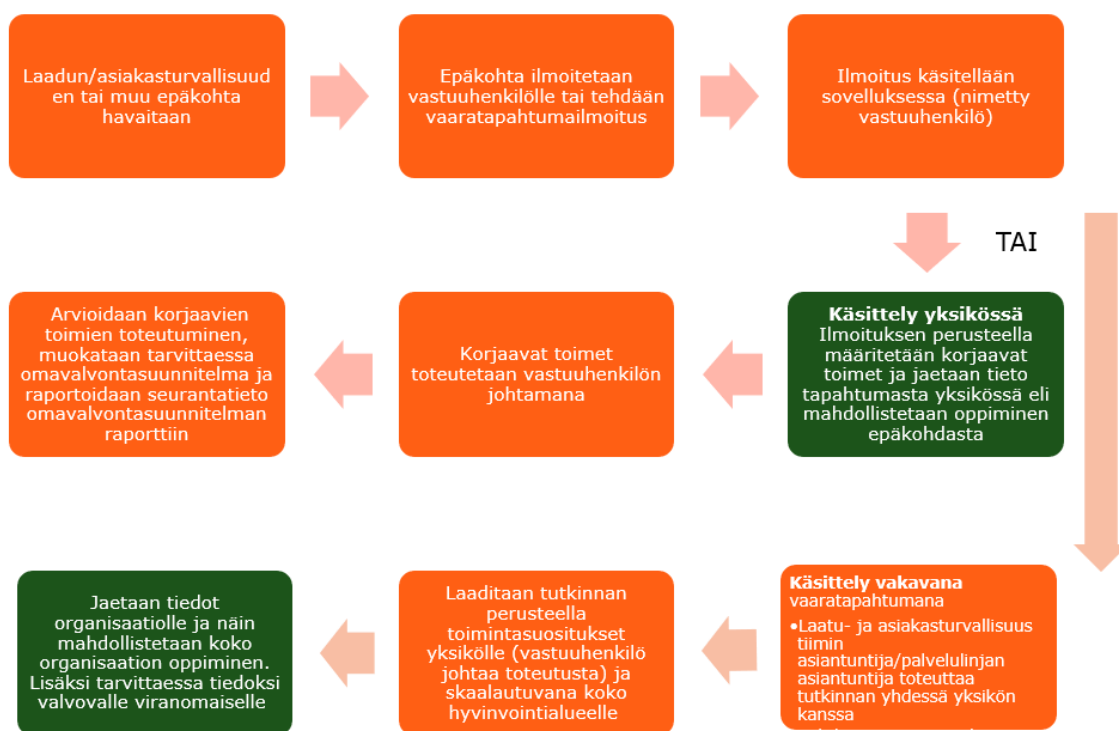 Laadun/asiakasturvallisuud
en tai muu epäkohta
havaitaan
Epäkohta ilmoitetaan
vastuuhenkilölle tai tehdään
vaaratapahtumailmoitus
Ilmoitus käsitellään
sovelluksessa (nimetty
vastuuhenkilö)
TAI
Käsittely yksikössä
Ilmoituksen perusteella
määritetään korjaavat
toimet ja jaetaan tieto
tapahtumasta yksikössä eli
mahdollistetaan oppiminen
epäkohdasta
Korjaavat toimet
toteutetaan vastuuhenkilön
johtamana
Arvioidaan korjaavien
toimien toteutuminen,
muokataan tarvittaessa
omavalvontasuunnitelma ja
raportoidaan seurantatieto
omavalvontasuunnitelman
raporttiin
Käsittely vakavana
vaaratapahtumana
•Laatu- ja asiakasturvallisuus
tiimin
asiantuntija/palvelulinjan
asiantuntija toteuttaa
tutkinnan yhdessä yksikön
kanssa
Laaditaan tutkinnan
perusteella
toimintasuositukset
yksikölle (vastuuhenkilö
johtaa toteutusta) ja
skaalautuvana koko
hyvinvointialueelle
Jaetaan tiedot
organisaatiolle ja näin
mahdollistetaan koko
organisaation oppiminen.
Lisäksi tarvittaessa tiedoksi
valvovalle viranomaiselle